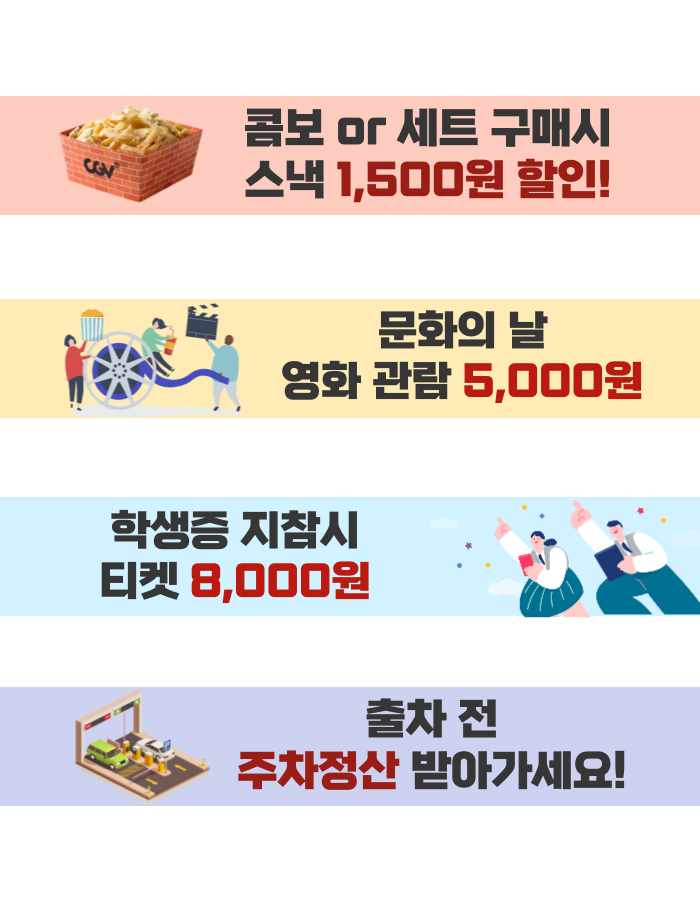 콤보 or 세트 구매시
스낵 1,500원 할인!
CGV
문화의 날
영화 관람 5,000원
학생증 지참시
티켓 8,000원
출차 전
주차정산 받아가세요!